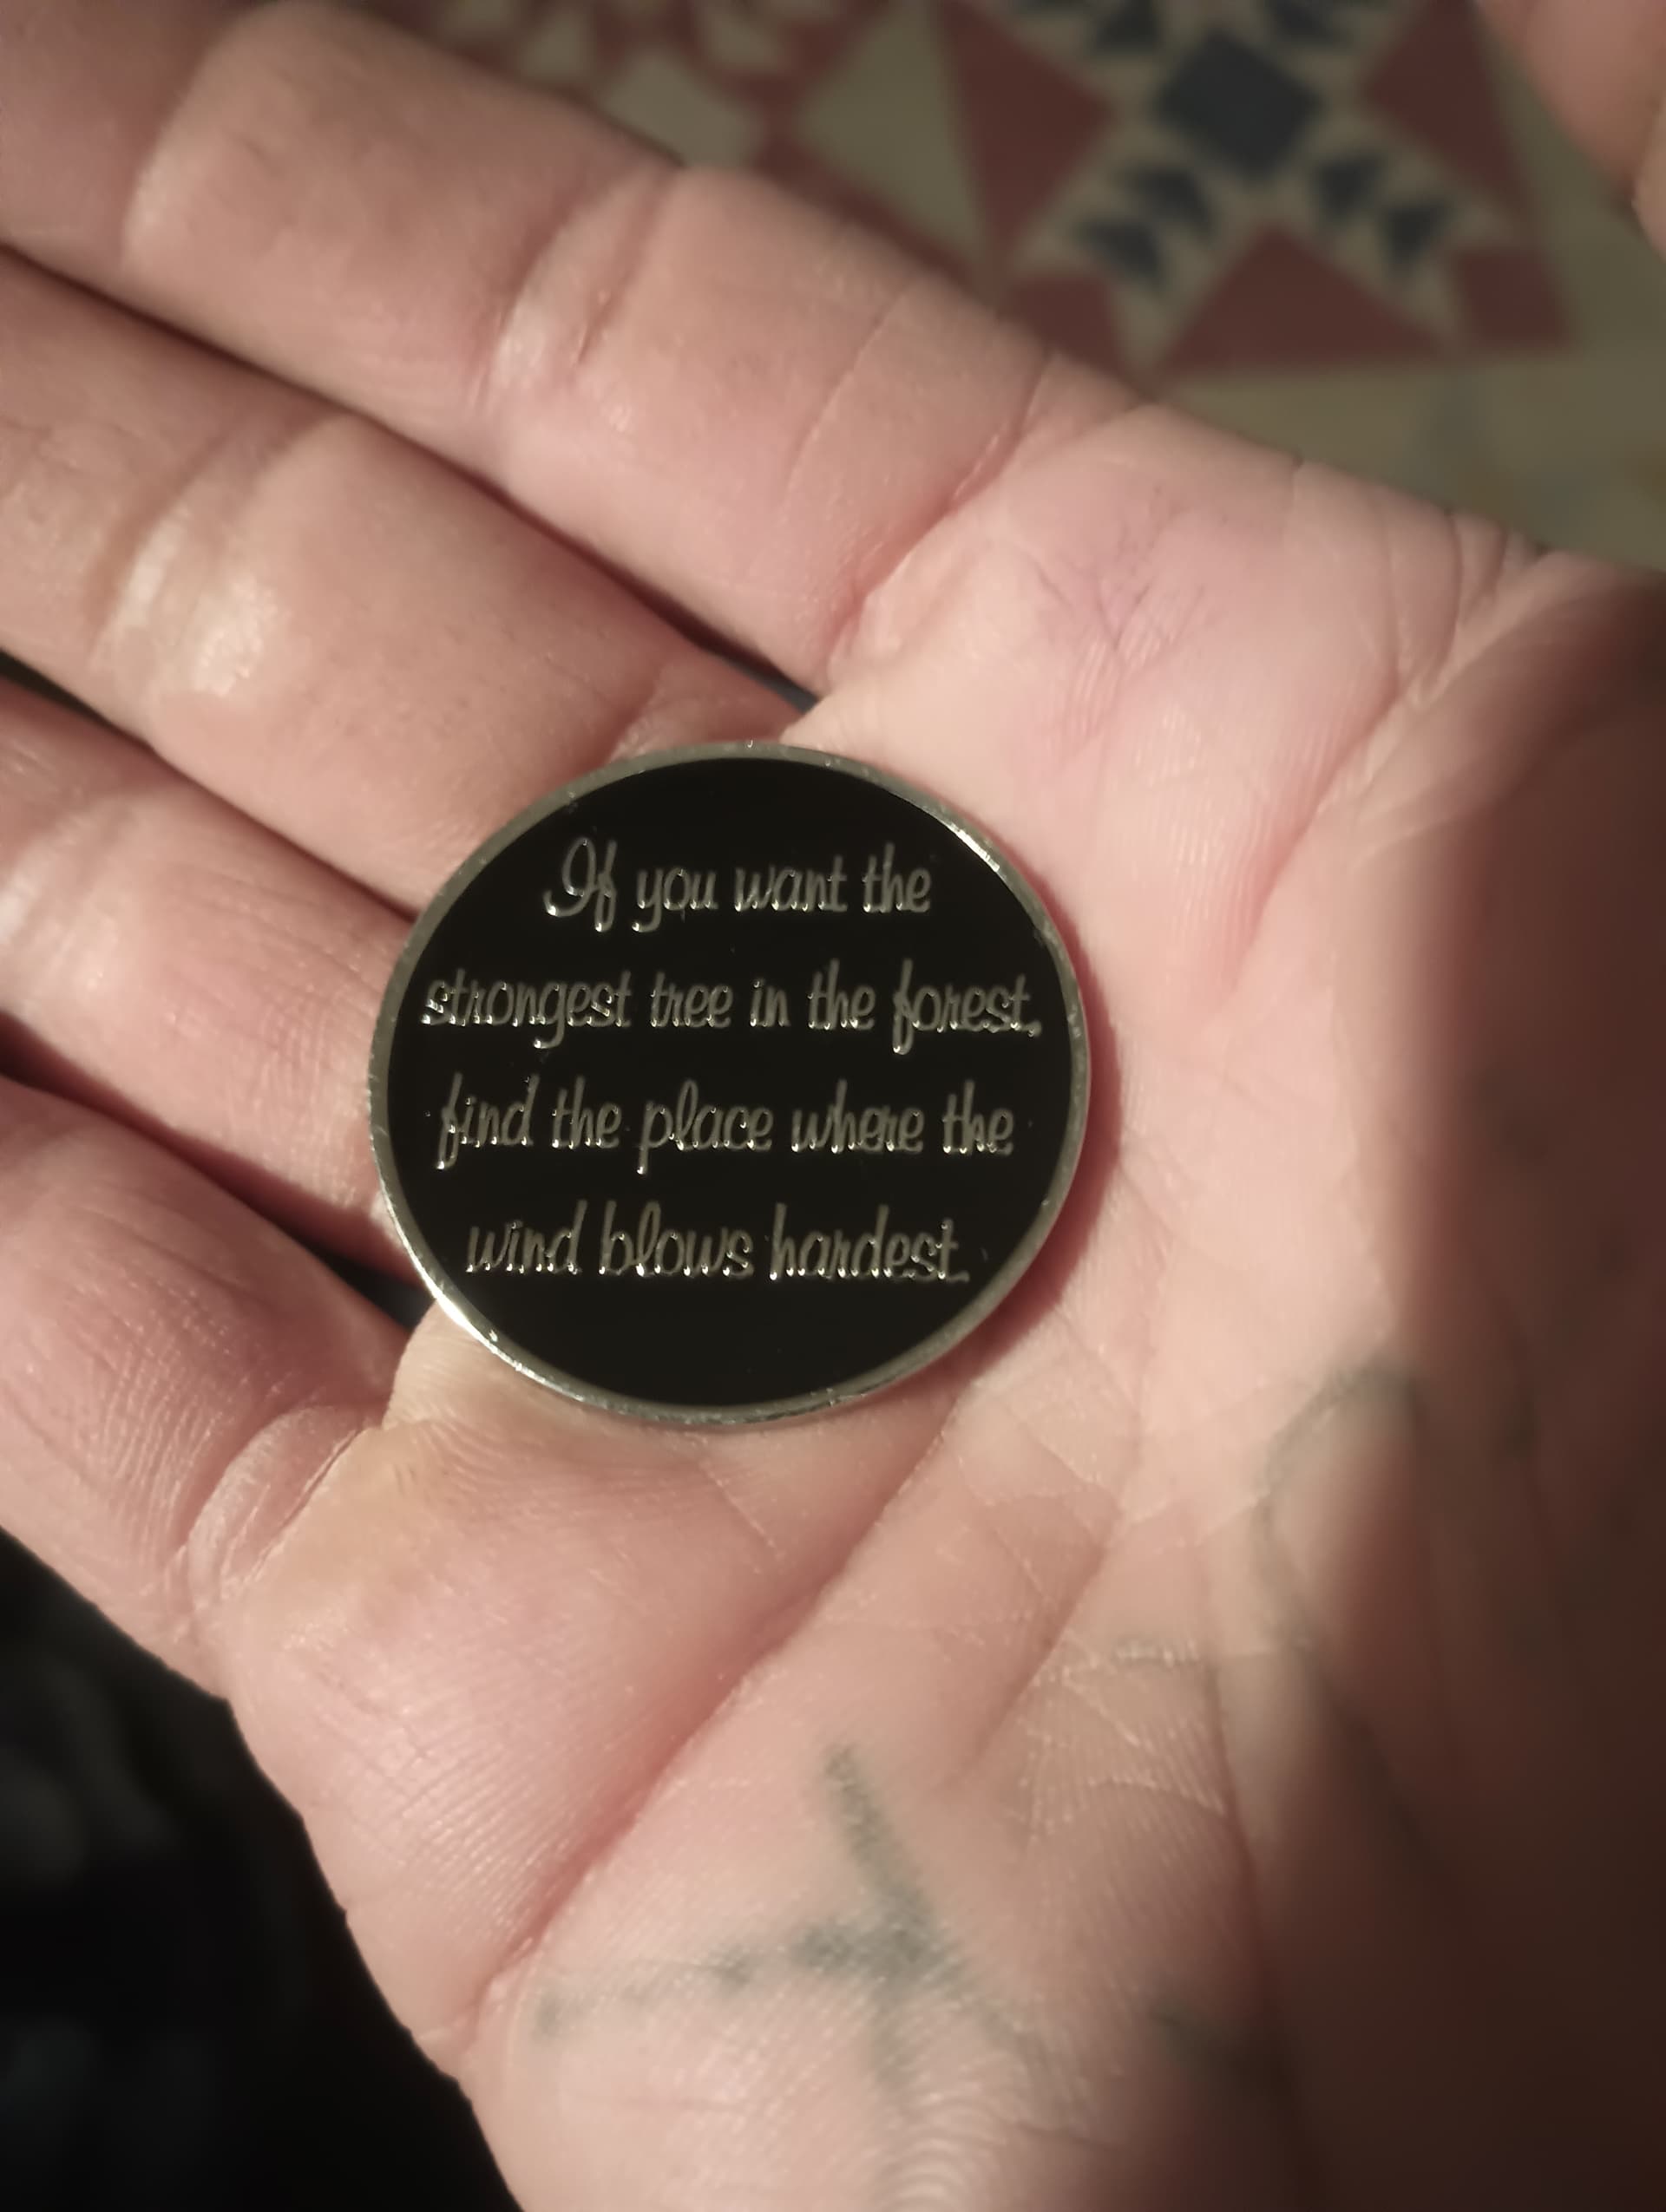 If you want the
strongest tree in the forest,
find the place where the
wind blows hardest.